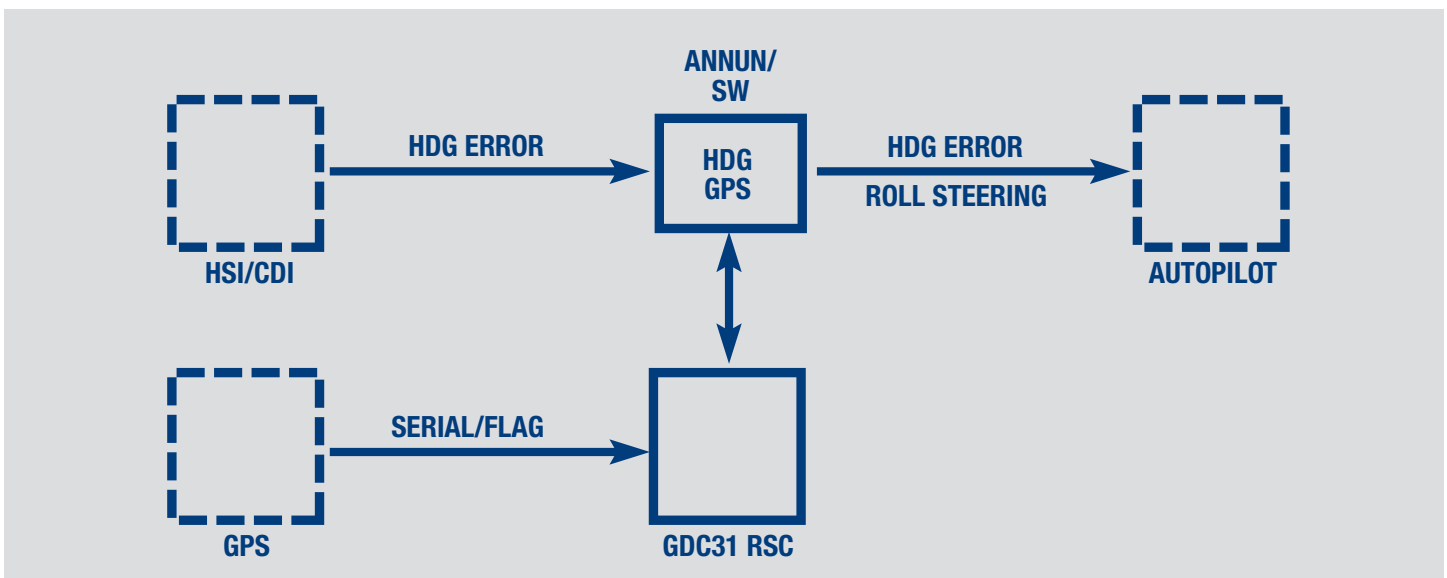 ANNUN/
SW
HDG ERROR
HDG
GPS
HDG ERROR
ROLL STEERING
HSI/CDI
AUTOPILOT
SERIAL/FLAG
GPS
GDC31 RSC